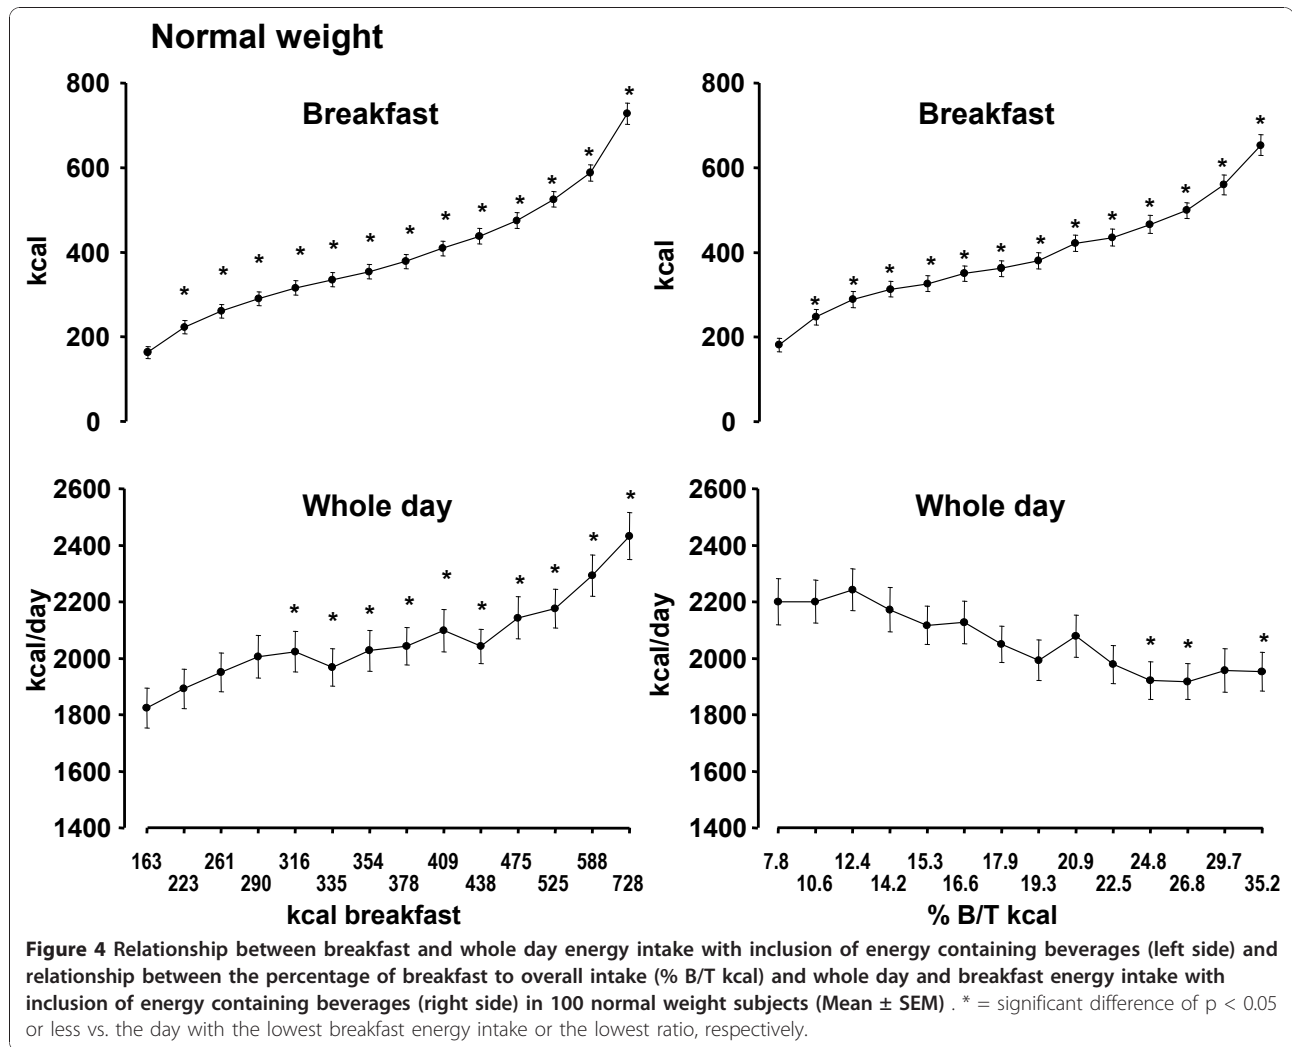 Normal weight
800
600
400
200
0
kcal
Breakfast
* * * * * * * * * * * * *
800
600
400
200
0
kcal
Breakfast
* * * * * * * * * * * * *
2600
2400
2200
2000
1800
1600
1400
kcal/day
Whole day
* * * * * * * * * *
163 261 316 354 409 475 588
223 290 335 378 438 525 728
kcal breakfast
2600
2400
2200
2000
1800
1600
1400
kcal/day
Whole day
* * *
7.8 12.4 15.3 17.9 20.9 24.8 29.7
10.6 14.2 16.6 19.3 22.5 26.8 35.2
% B/T kcal
Figure 4 Relationship between breakfast and whole day energy intake with inclusion of energy containing beverages (left side) and
relationship between the percentage of breakfast to overall intake (% B/T kcal) and whole day and breakfast energy intake with
inclusion of energy containing beverages (right side) in 100 normal weight subjects (Mean ± SEM) . * = significant difference of p < 0.05
or less vs. the day with the lowest breakfast energy intake or the lowest ratio, respectively.